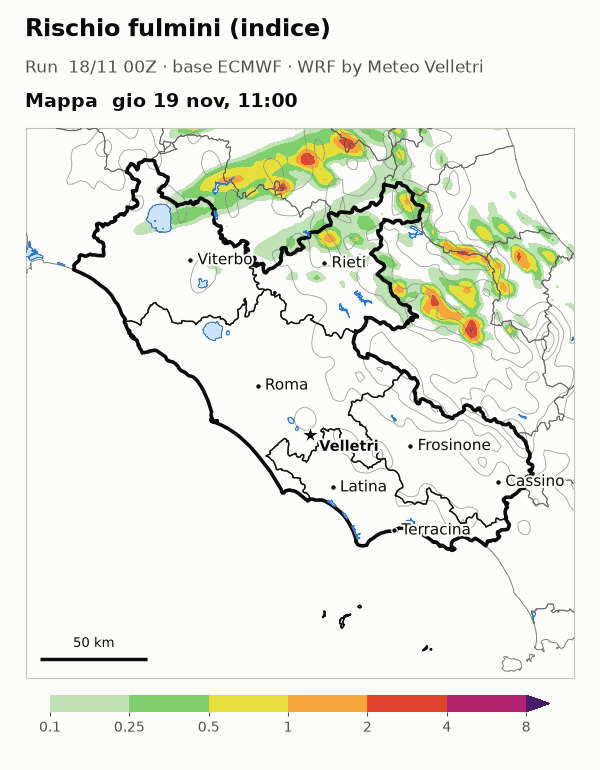 Rischio fulmini (indice)
Run  18/11 00Z · base ECMWF · WRF by Meteo Velletri
Mappa  gio 19 nov, 11:00
Viterbo
Rieti
Roma
Velletri
Frosinone
Latina
Cassino
Terracina
50 km
0.1 0.25 0.5 1 2 4 8